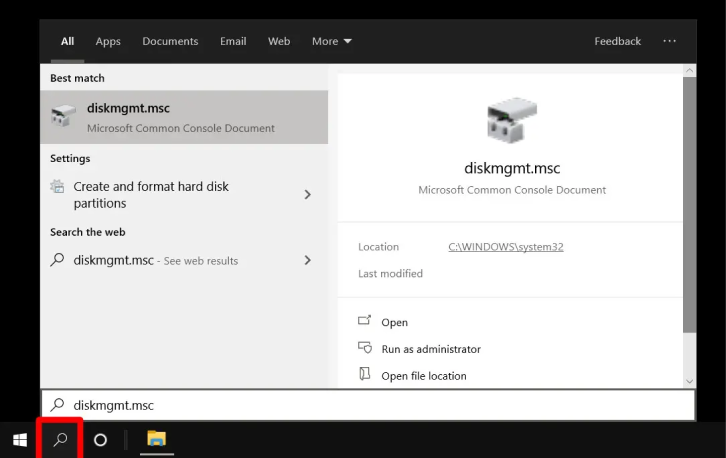 All Apps Documents Email Web More Feedback ...
Best match
diskmgmt.msc
Microsoft Common Console Document
Settings
Create and format hard disk
partitions
Search the web
diskmgmt.msc - See web results
diskmgmt.msc
Microsoft Common Console Document
Location C:\WINDOWS\system32
Last modified
Open
Run as administrator
Open file location
diskmgmt.msc